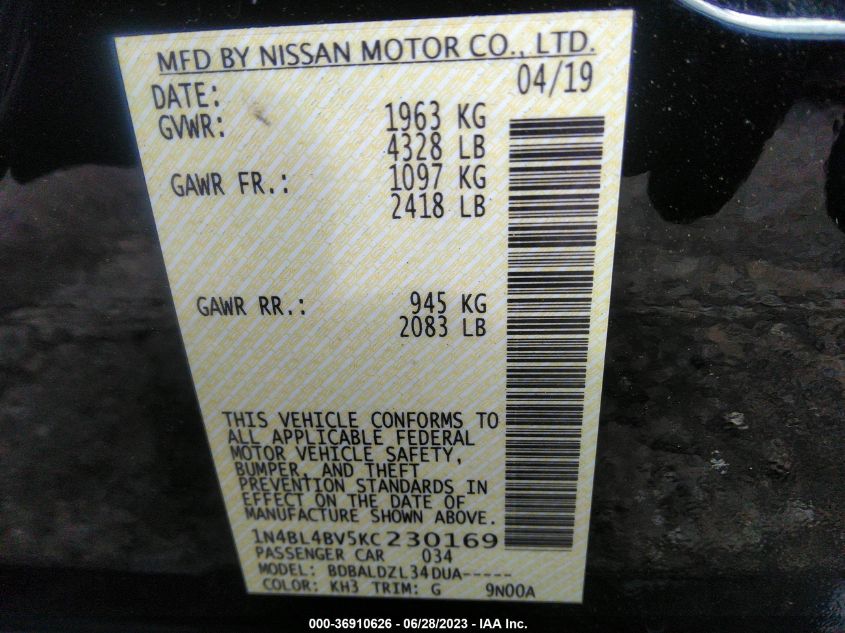 MFD BY NISSAN MOTOR CO., LTD.
DATE: 04/19
GVWR: 1963 KG
4328 LB
GAWR FR.: 1097 KG
2418 LB
GAWR RR.: 945 KG
2083 LB
THIS VEHICLE CONFORMS TO
ALL APPLICABLE FEDERAL
MOTOR VEHICLE SAFETY,
BUMPER, AND THEFT
PREVENTION STANDARDS IN
EFFECT ON THE DATE OF
MANUFACTURE SHOWN ABOVE.
1N4BL4BV5KC230169
PASSENGER CAR 034
MODEL: BDBALDZL34DUA-----
COLOR: KH3 TRIM: G 9N00A
000-36910626 - 06/28/2023 - IAA Inc.